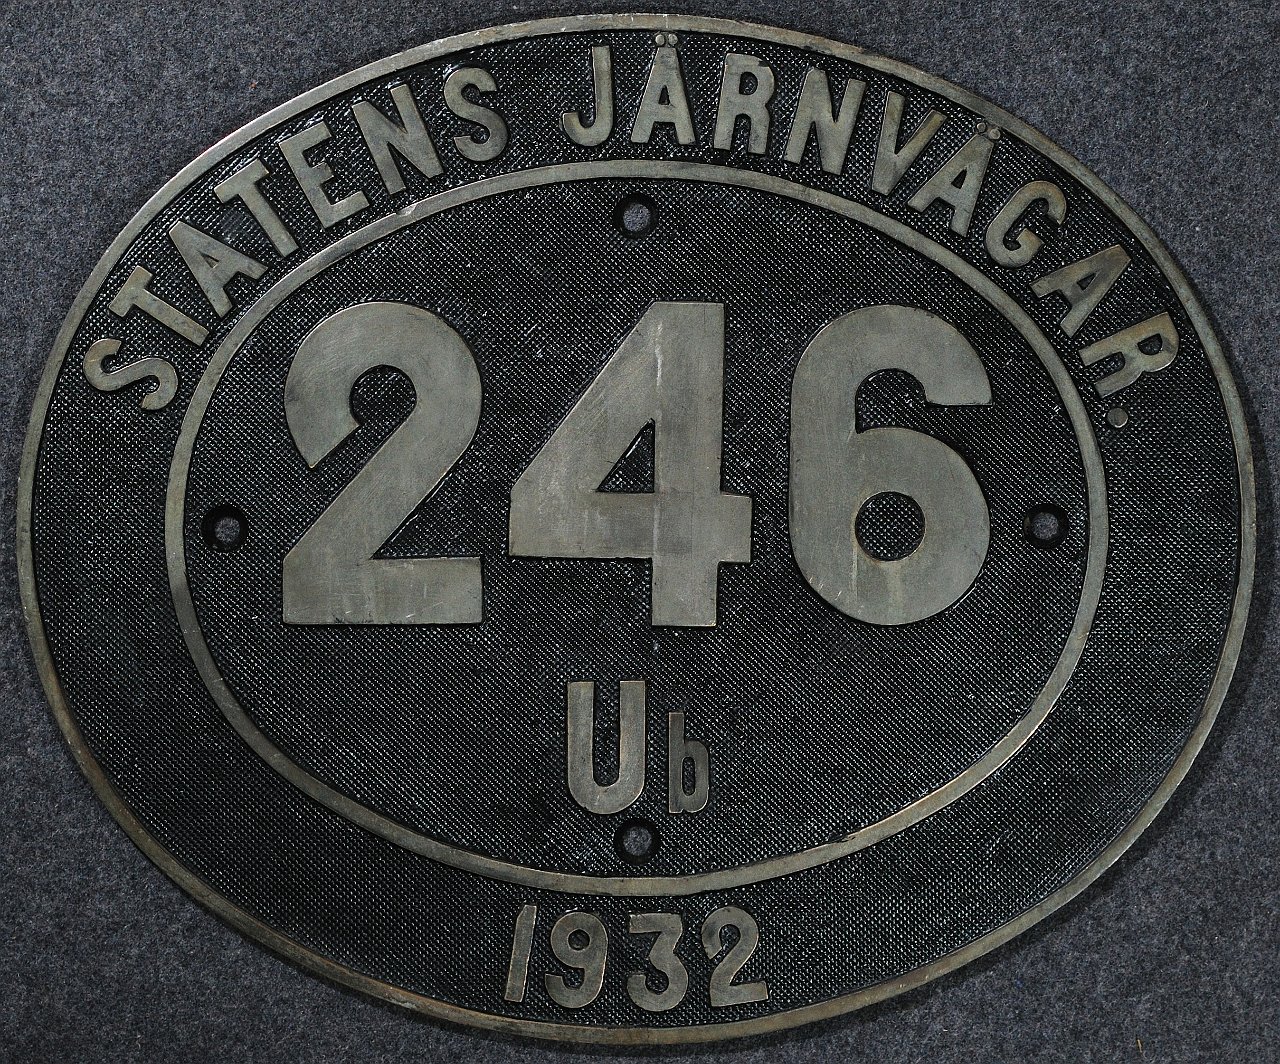 STATENS JÄRNVÄGAR.
246
Ub
1932